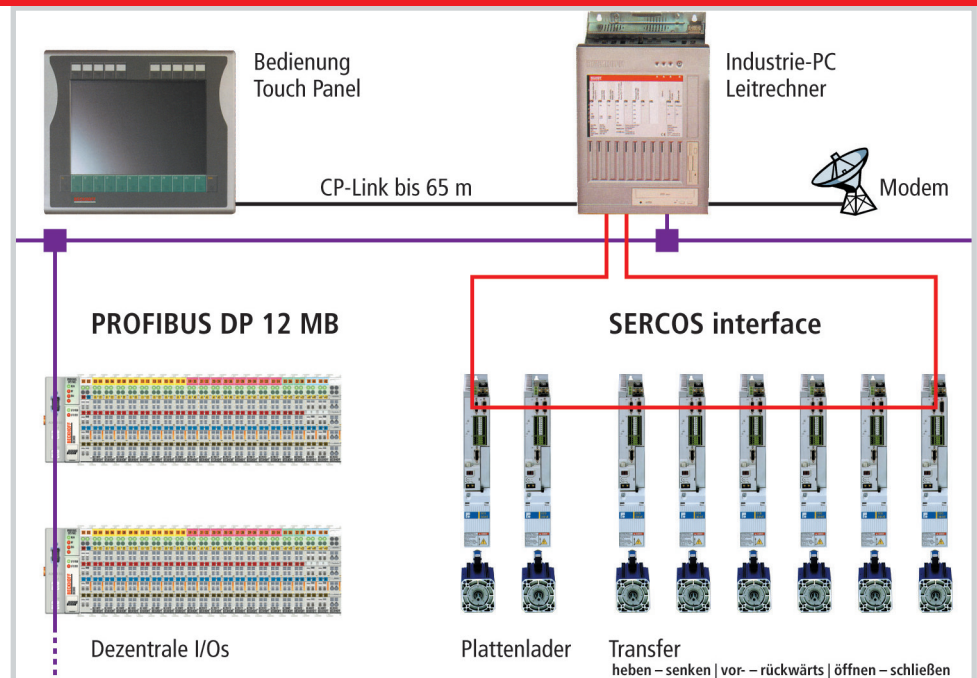 Bedienung
Touch Panel
Industrie-PC
Leitrechner
CP-Link bis 65 m
Modem
PROFIBUS DP 12 MB
SERCOS interface
Dezentrale I/Os
Plattenlader
Transfer
heben – senken | vor- – rückwärts | öffnen – schließen